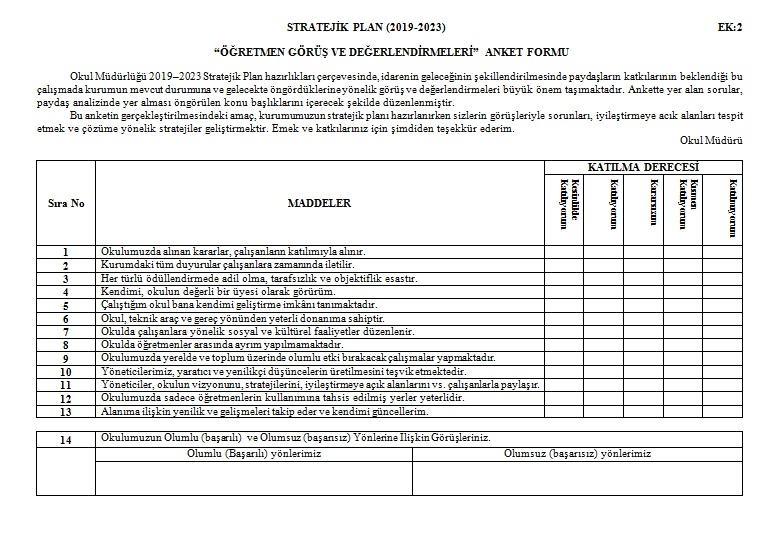 STRATEJİK PLAN (2019-2023) EK:2
“ÖĞRETMEN GÖRÜŞ VE DEĞERLENDİRMELERİ” ANKET FORMU
Okul Müdürlüğü 2019–2023 Stratejik Plan hazırlıkları çerçevesinde, idarenin geleceğinin şekillendirilmesinde paydaşların katkılarının beklendiği bu
çalışmada kurumun mevcut durumuna ve gelecekte öngördüklerine yönelik görüş ve değerlendirmeleri büyük önem taşımaktadır. Ankette yer alan sorular,
paydaş analizinde yer alması öngörülen konu başlıklarını içerecek şekilde düzenlenmiştir.
Bu anketin gerçekleştirilmesindeki amaç, kurumumuzun stratejik planı hazırlanırken sizlerin görüşleriyle sorunları, iyileştirmeye açık alanları tespit
etmek ve çözüme yönelik stratejiler geliştirmektir. Emek ve katkılarınız için şimdiden teşekkür ederim.
Okul Müdürü
Sıra No
MADDELER
KATILMA DERECESİ
Kesinlikle
Katılıyorum
Katılıyorum
Kararsızım
Kısmen
Katılıyorum
Katılmıyorum
1 Okulumuzda alınan kararlar, çalışanların katılımıyla alınır.
2 Kurumdaki tüm duyurular çalışanlara zamanında iletilir.
3 Her türlü ödüllendirmede adil olma, tarafsızlık ve objektiflik esastır.
4 Kendimi, okulun değerli bir üyesi olarak görürüm.
5 Çalıştığım okul bana kendimi geliştirme imkânı tanımaktadır.
6 Okul, teknik araç ve gereç yönünden yeterli donanıma sahiptir.
7 Okulda çalışanlara yönelik sosyal ve kültürel faaliyetler düzenlenir.
8 Okulda öğretmenler arasında ayrım yapılmamaktadır.
9 Okulumuzda yerelde ve toplum üzerinde olumlu etki bırakacak çalışmalar yapmaktadır.
10 Yöneticilerimiz, yaratıcı ve yenilikçi düşüncelerin üretilmesini teşvik etmektedir.
11 Yöneticiler, okulun vizyonunu, stratejilerini, iyileştirmeye açık alanlarını vs. çalışanlarla paylaşır.
12 Okulumuzda sadece öğretmenlerin kullanımına tahsis edilmiş yerler yeterlidir.
13 Alanıma ilişkin yenilik ve gelişmeleri takip eder ve kendimi güncellerim.
14 Okulumuzun Olumlu (başarılı) ve Olumsuz (başarısız) Yönlerine İlişkin Görüşleriniz.
Olumlu (Başarılı) yönlerimiz Olumsuz (başarısız) yönlerimiz